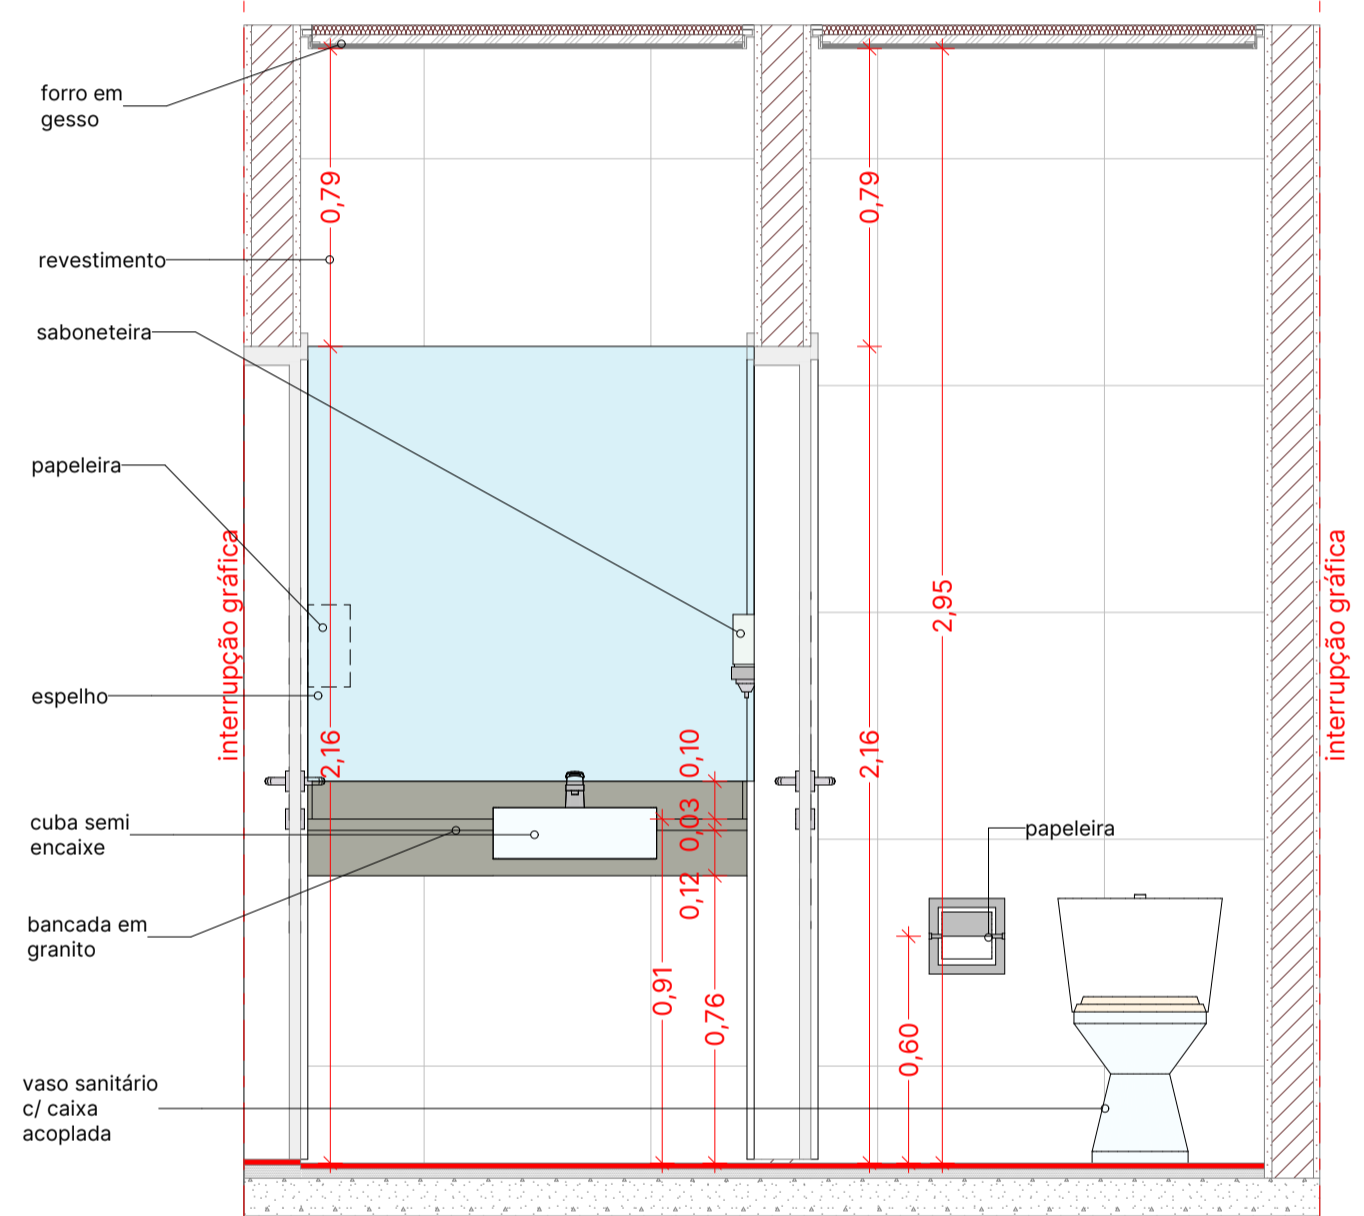 forro em
gesso
0,79
0,79
revestimento
saboneteira
papeleira
interrupção gráfica
interrupção gráfica
2,95
espelho
2,16
0,10
2,16
0,03
cuba semi
encaixe
papeleira
0,12
bancada em
granito
0,91
0,76
0,60
vaso sanitário
c/ caixa
acoplada